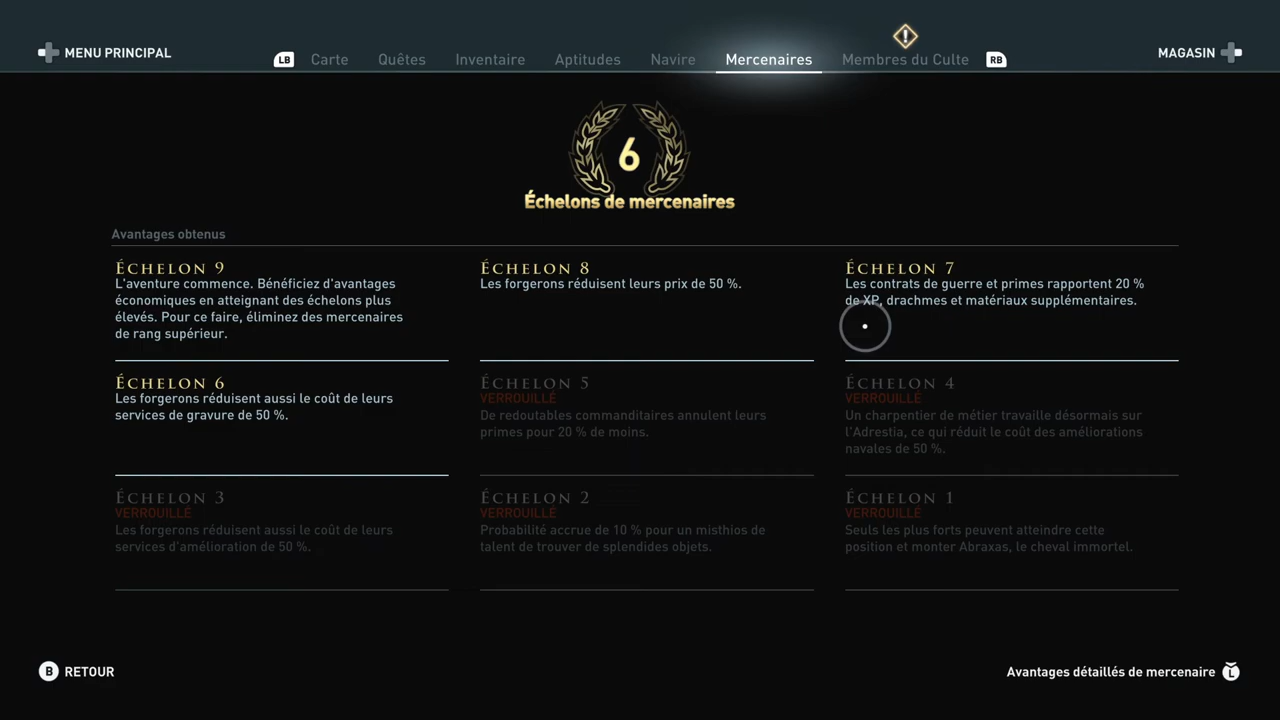 MENU PRINCIPAL
LB Carte Quêtes Inventaire Aptitudes Navire Mercenaires Membres du Culte RB
MAGASIN
6
Échelons de mercenaires
Avantages obtenus
ÉCHELON 9
L'aventure commence. Bénéficiez d'avantages
économiques en atteignant des échelons plus
élevés. Pour ce faire, éliminez des mercenaires
de rang supérieur.
ÉCHELON 8
Les forgerons réduisent leurs prix de 50 %.
ÉCHELON 7
Les contrats de guerre et primes rapportent 20 %
de XP, drachmes et matériaux supplémentaires.
ÉCHELON 6
Les forgerons réduisent aussi le coût de leurs
services de gravure de 50 %.
ÉCHELON 5
VERROUILLÉ
De redoutables commanditaires annulent leurs
primes pour 20 % de moins.
ÉCHELON 4
VERROUILLÉ
Un charpentier de métier travaille désormais sur
l'Adrestia, ce qui réduit le coût des améliorations
navales de 50 %.
ÉCHELON 3
VERROUILLÉ
Les forgerons réduisent aussi le coût de leurs
services d'amélioration de 50 %.
ÉCHELON 2
VERROUILLÉ
Probabilité accrue de 10 % pour un misthios de
talent de trouver de splendides objets.
ÉCHELON 1
VERROUILLÉ
Seuls les plus forts peuvent atteindre cette
position et monter Abraxas, le cheval immortel.
B RETOUR
Avantages détaillés de mercenaire L